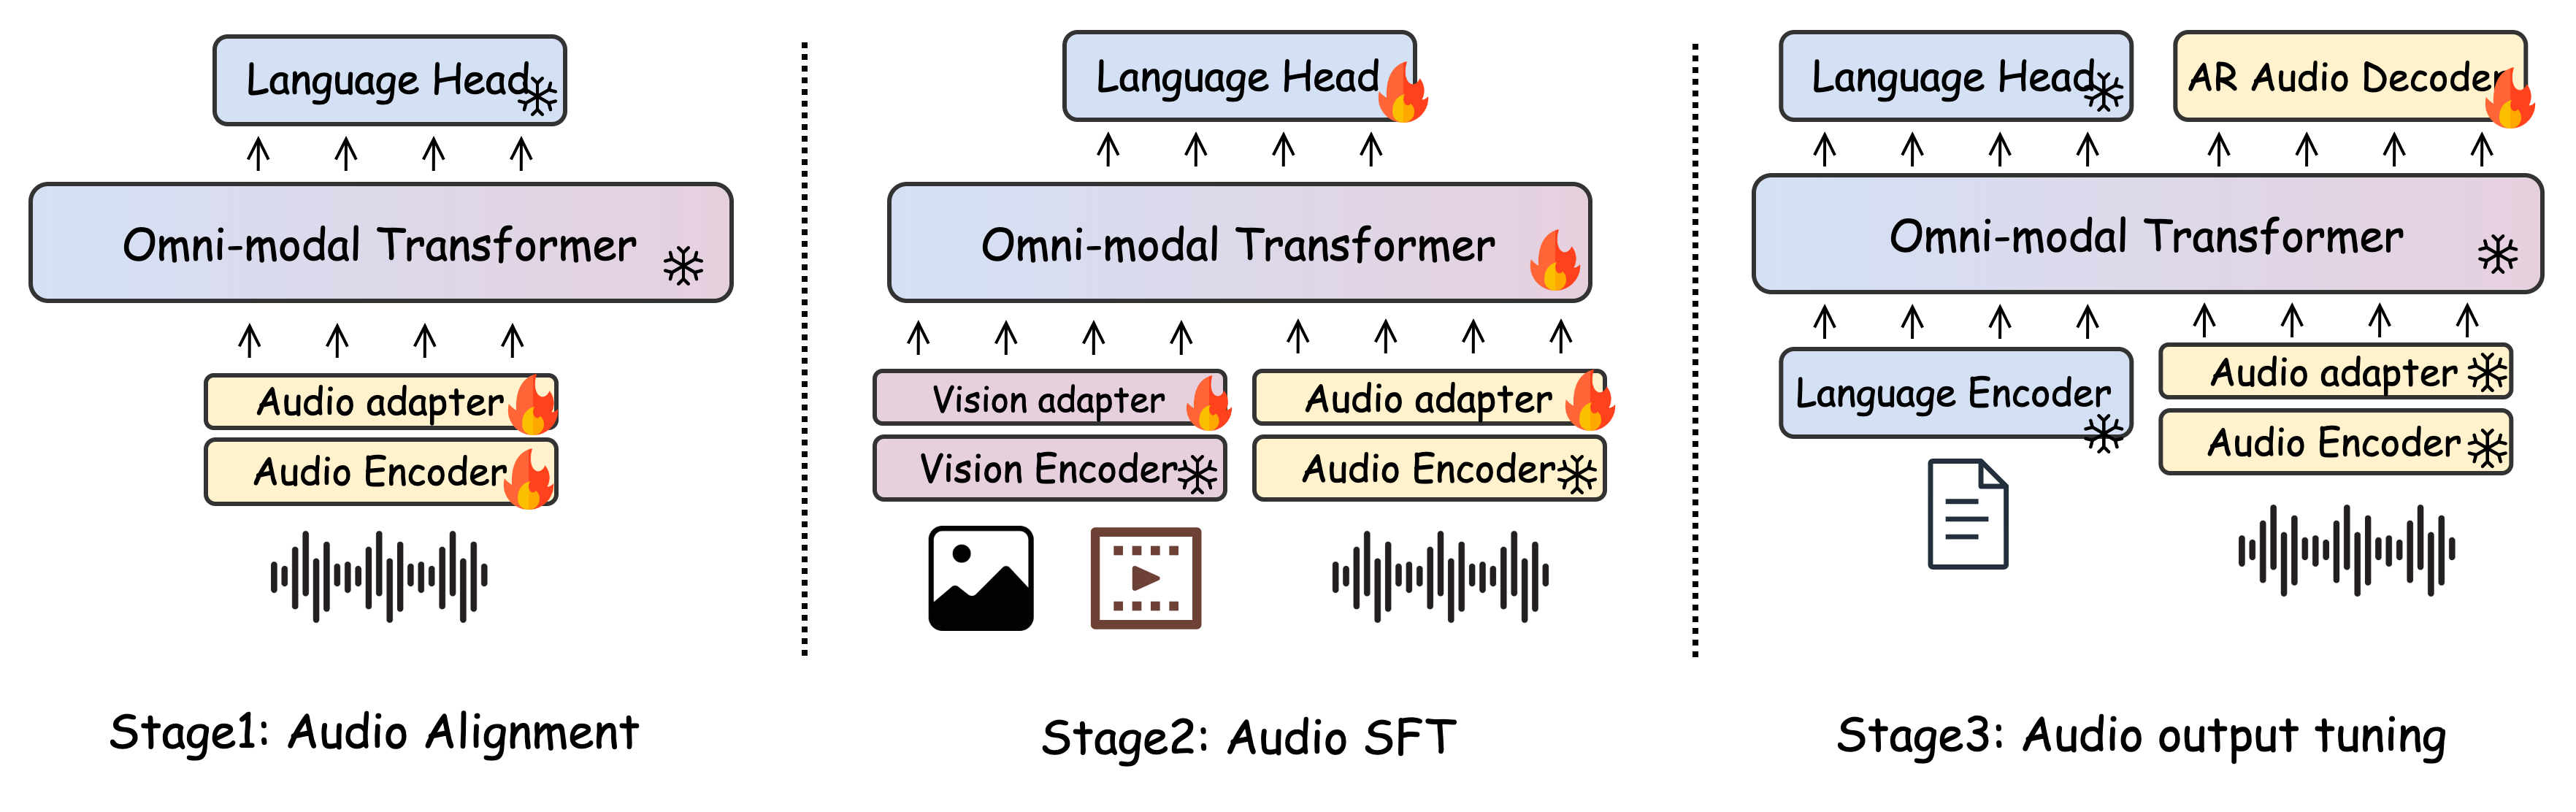 Language Head
Omni-modal Transformer
Audio adapter
Audio Encoder
Stage1: Audio Alignment
Language Head
Omni-modal Transformer
Vision adapter
Audio adapter
Vision Encoder
Audio Encoder
Stage2: Audio SFT
Language Head
AR Audio Decoder
Omni-modal Transformer
Language Encoder
Audio adapter
Audio Encoder
Stage3: Audio output tuning